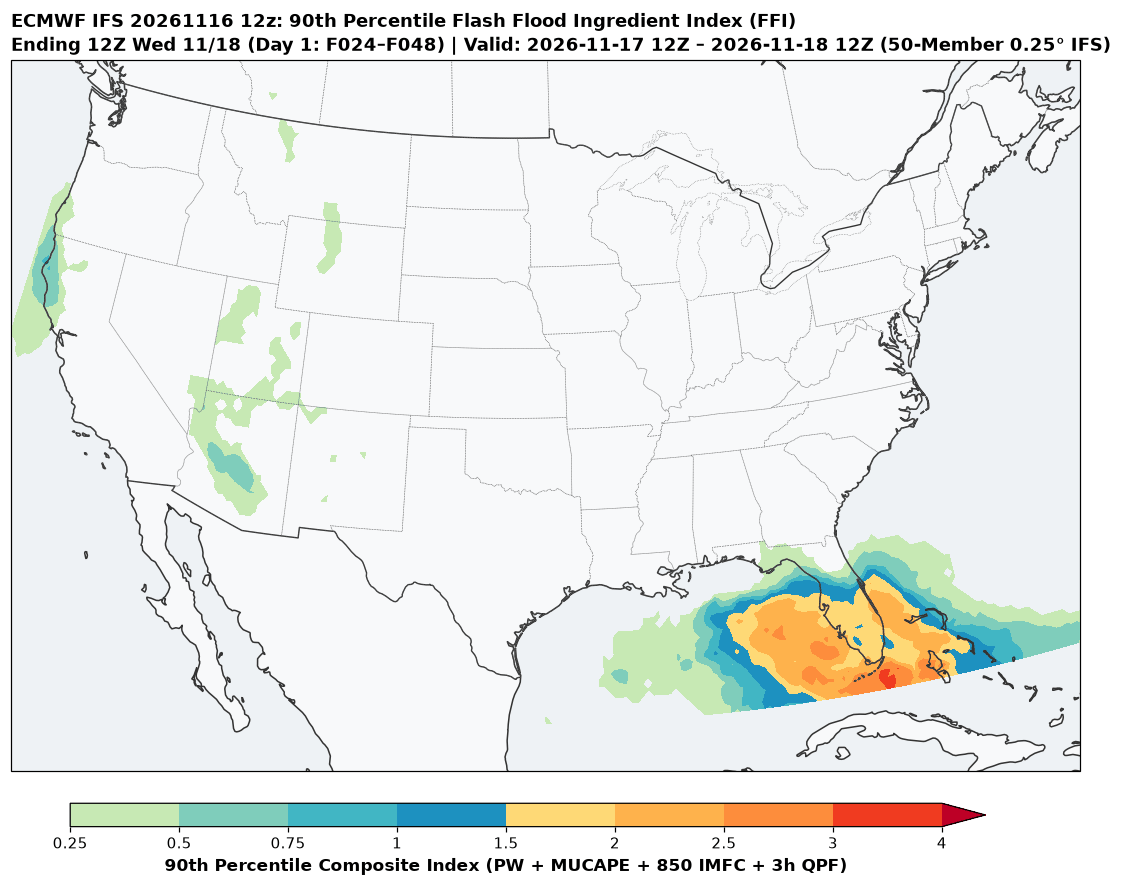 ECMWF IFS 20261116 12z: 90th Percentile Flash Flood Ingredient Index (FFI)
Ending 12Z Wed 11/18 (Day 1: F024–F048) | Valid: 2026-11-17 12Z – 2026-11-18 12Z (50-Member 0.25° IFS)
0.25 0.5 0.75 1 1.5 2 2.5 3 4
90th Percentile Composite Index (PW + MUCAPE + 850 IMFC + 3h QPF)